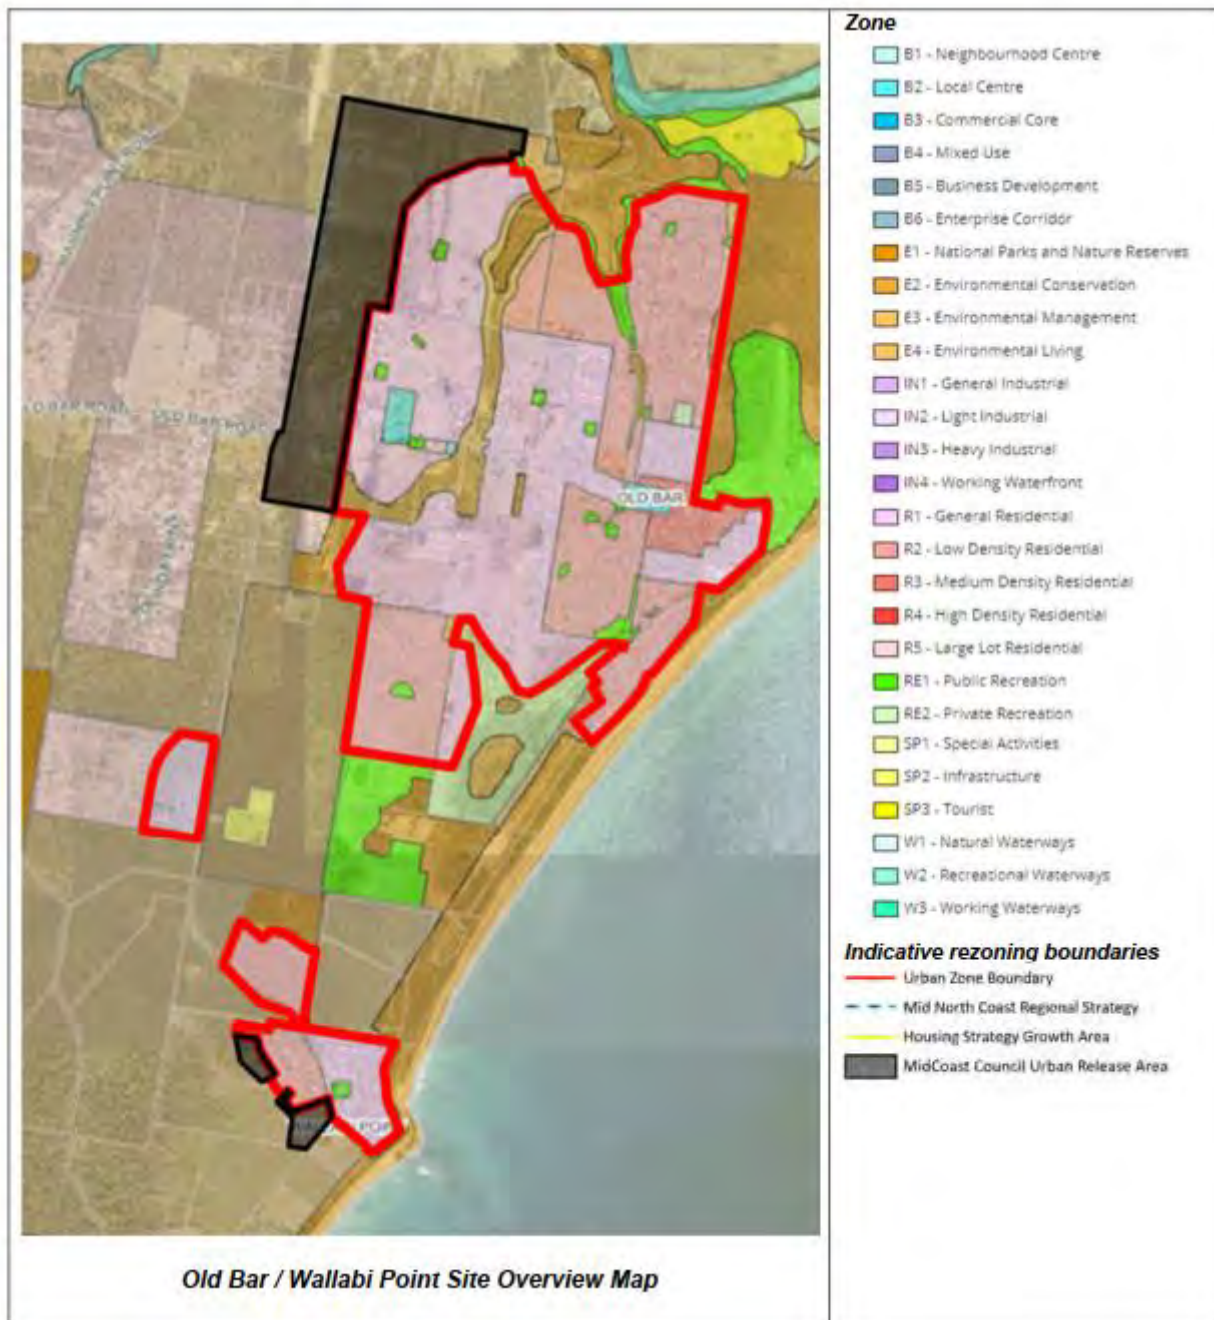 Zone
B1 - Neighbourhood Centre
B2 - Local Centre
B3 - Commercial Core
B4 - Mixed Use
B5 - Business Development
B6 - Enterprise Corridor
E1 - National Parks and Nature Reserves
E2 - Environmental Conservation
E3 - Environmental Management
E4 - Environmental Living
IN1 - General Industrial
IN2 - Light Industrial
IN3 - Heavy Industrial
IN4 - Working Waterfront
R1 - General Residential
R2 - Low Density Residential
R3 - Medium Density Residential
R4 - High Density Residential
R5 - Large Lot Residential
RE1 - Public Recreation
RE2 - Private Recreation
SP1 - Special Activities
SP2 - Infrastructure
SP3 - Tourist
W1 - Natural Waterways
W2 - Recreational Waterways
W3 - Working Waterways
Indicative rezoning boundaries
Urban Zone Boundary
Mid North Coast Regional Strategy
Housing Strategy Growth Area
MidCoast Council Urban Release Area
OLD BAR ROAD
OLD BAR
Old Bar / Wallabi Point Site Overview Map